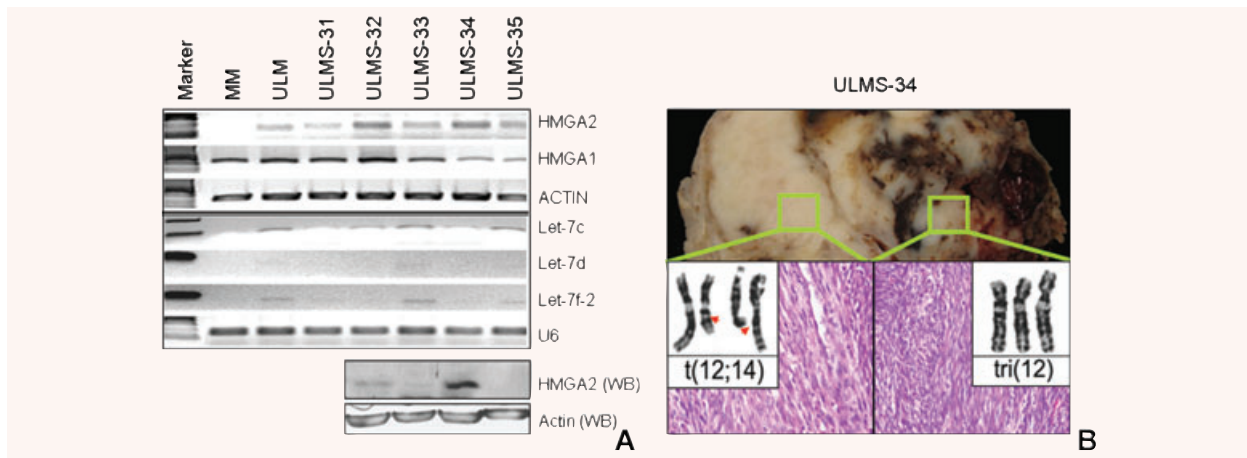 Marker
MM
ULM
ULMS-31
ULMS-32
ULMS-33
ULMS-34
ULMS-35
HMGA2
HMGA1
ACTIN
Let-7c
Let-7d
Let-7f-2
U6
HMGA2 (WB)
Actin (WB)
A
ULMS-34
t(12;14)
tri(12)
B